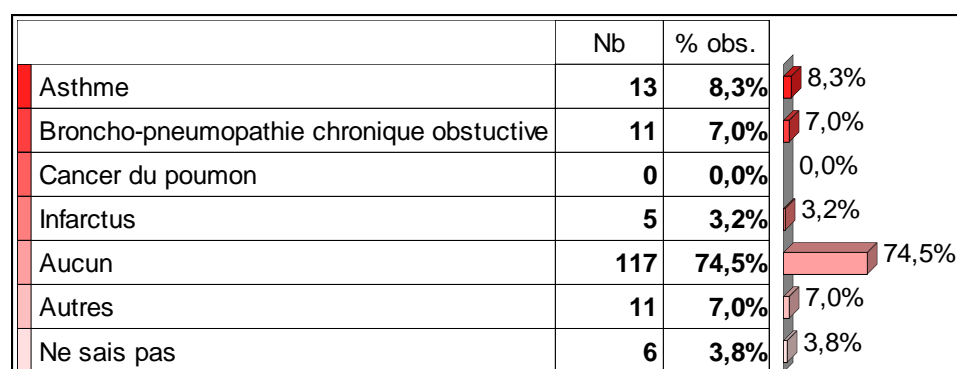 Nb % obs.
Asthme 13 8,3% 8,3%
Broncho-pneumopathie chronique obstuctive 11 7,0% 7,0%
Cancer du poumon 0 0,0% 0,0%
Infarctus 5 3,2% 3,2%
Aucun 117 74,5% 74,5%
Autres 11 7,0% 7,0%
Ne sais pas 6 3,8% 3,8%